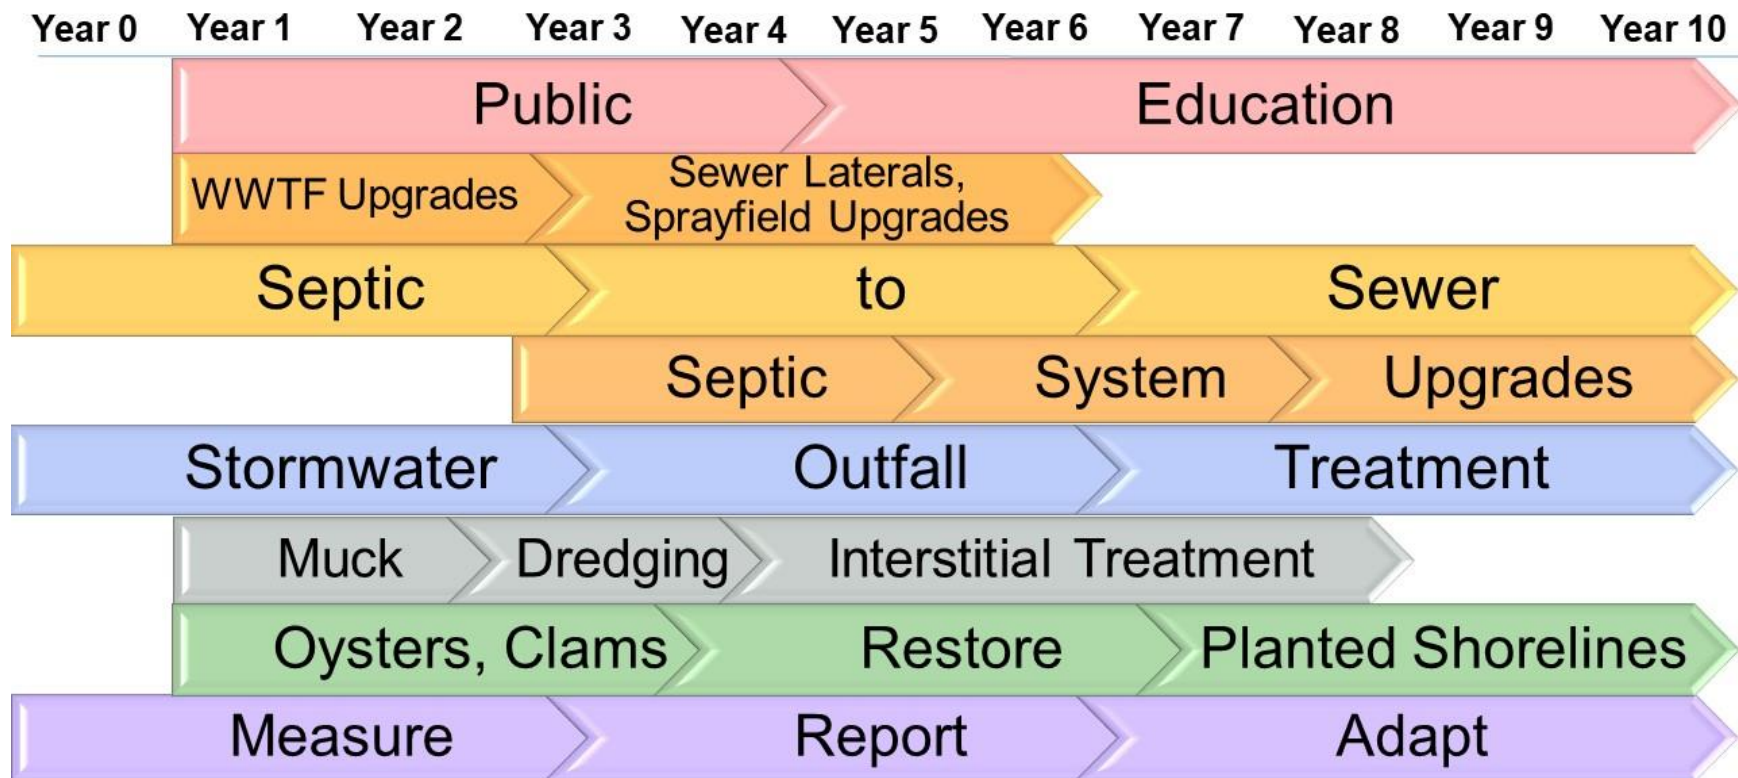 Year 0 Year 1 Year 2 Year 3 Year 4 Year 5 Year 6 Year 7 Year 8 Year 9 Year 10
Public Education
WWTF Upgrades
Sewer Laterals,
Sprayfield Upgrades
Septic to Sewer
Septic System Upgrades
Stormwater Outfall Treatment
Muck Dredging Interstitial Treatment
Oysters, Clams Restore Planted Shorelines
Measure Report Adapt